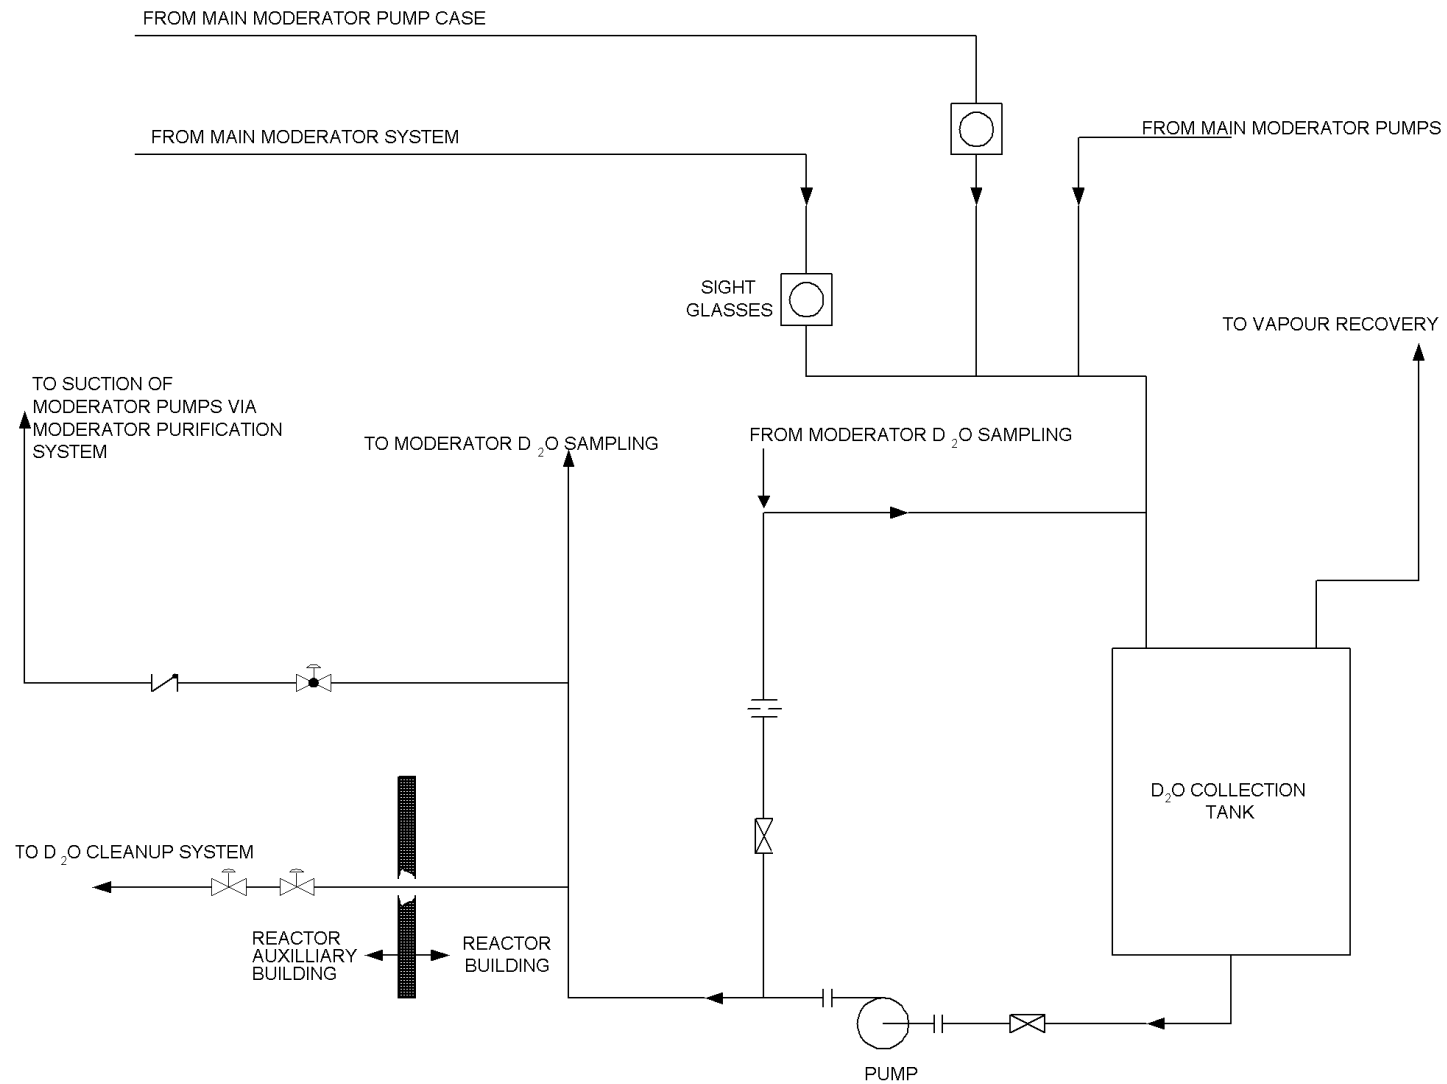 FROM MAIN MODERATOR PUMP CASE
FROM MAIN MODERATOR SYSTEM
FROM MAIN MODERATOR PUMPS
SIGHT
GLASSES
TO VAPOUR RECOVERY
TO SUCTION OF
MODERATOR PUMPS VIA
MODERATOR PURIFICATION
SYSTEM
TO MODERATOR D₂O SAMPLING
FROM MODERATOR D₂O SAMPLING
D₂O COLLECTION
TANK
TO D₂O CLEANUP SYSTEM
REACTOR
AUXILLIARY
BUILDING
REACTOR
BUILDING
PUMP